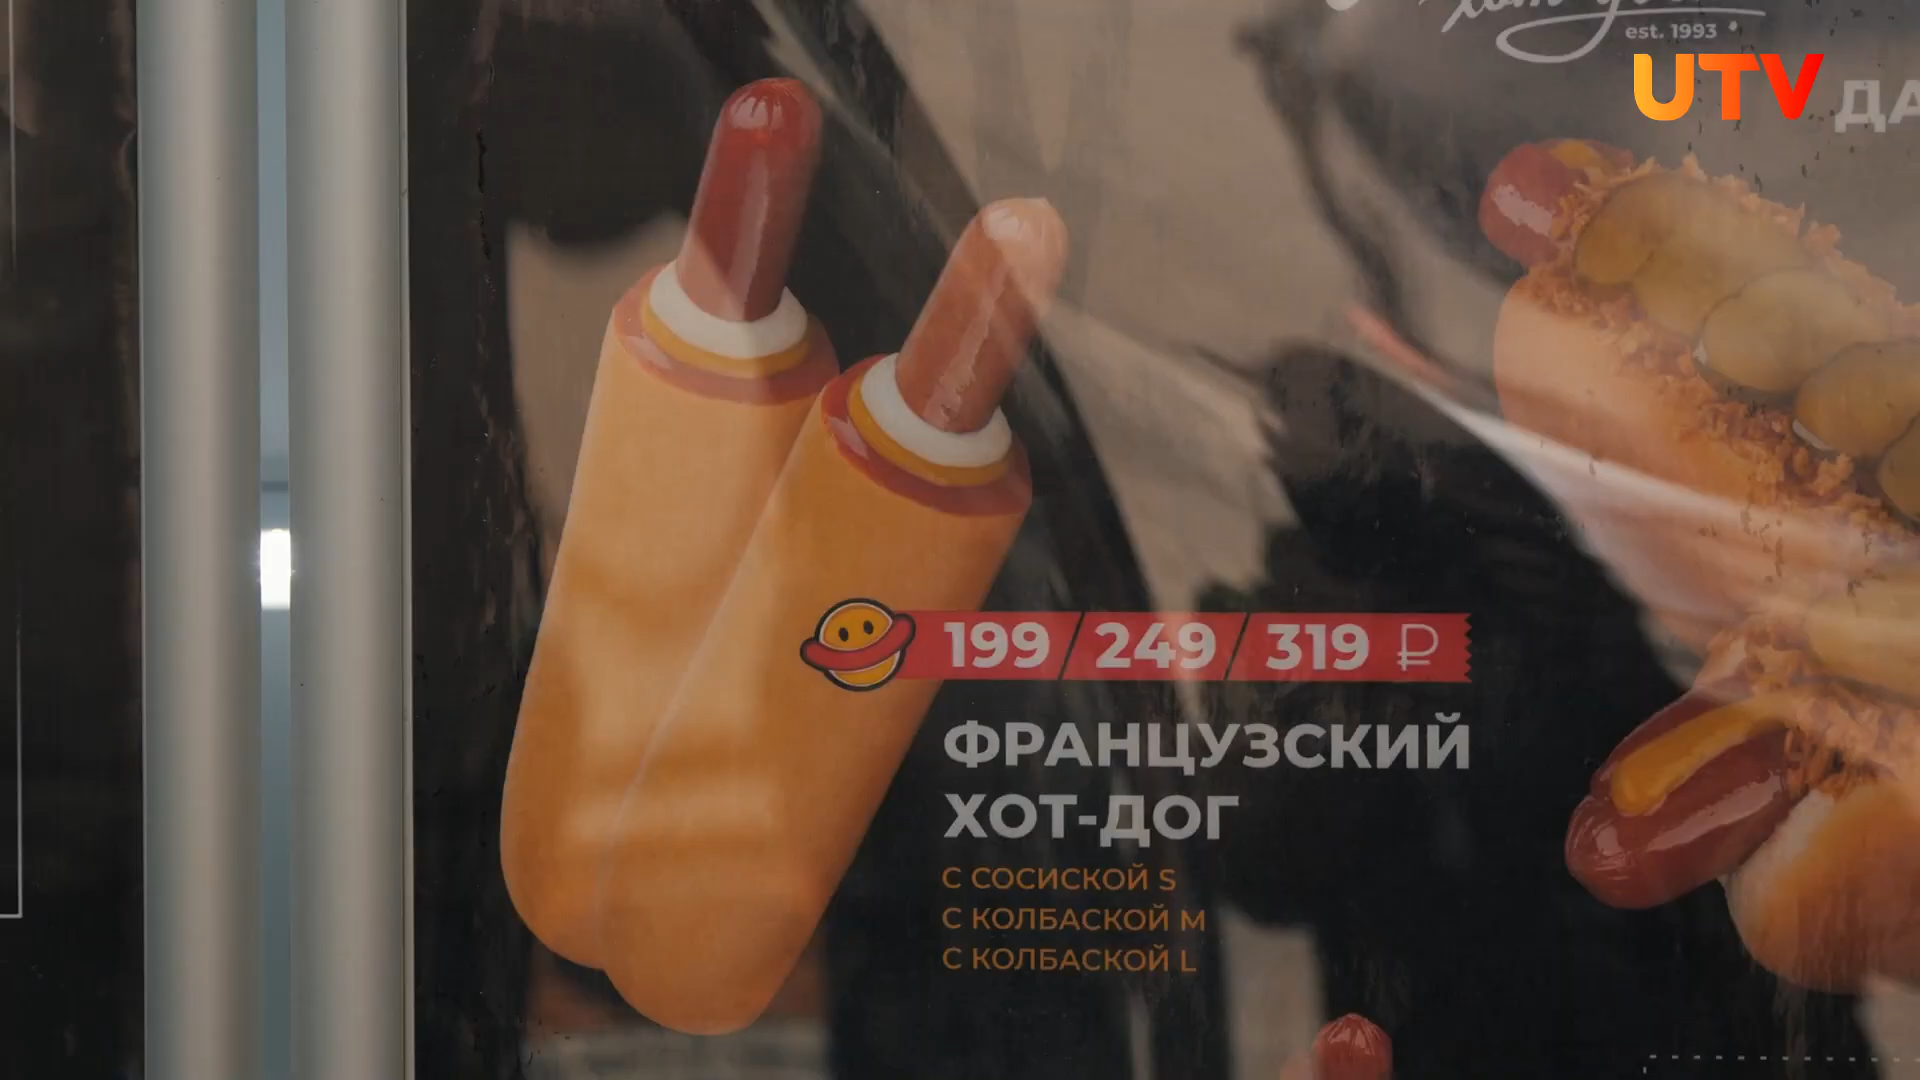 est. 1993
UTV
ДА
199 / 249 / 319 ₽
ФРАНЦУЗСКИЙ
ХОТ-ДОГ
С СОСИСКОЙ S
С КОЛБАСКОЙ M
С КОЛБАСКОЙ L